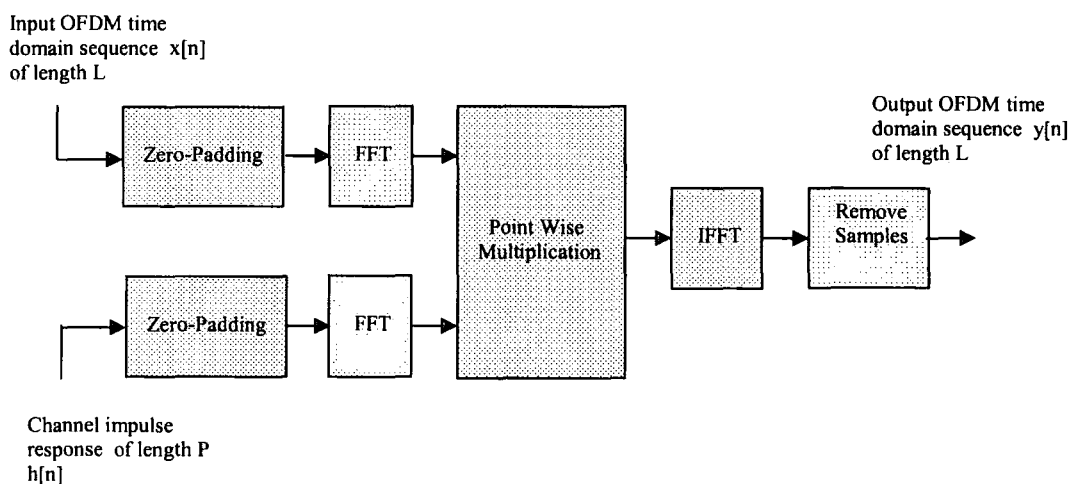 Input OFDM time
domain sequence x[n]
of length L
Output OFDM time
domain sequence y[n]
of length L
Zero-Padding
FFT
Point Wise
Multiplication
IFFT
Remove
Samples
Zero-Padding
FFT
Channel impulse
response of length P
h[n]